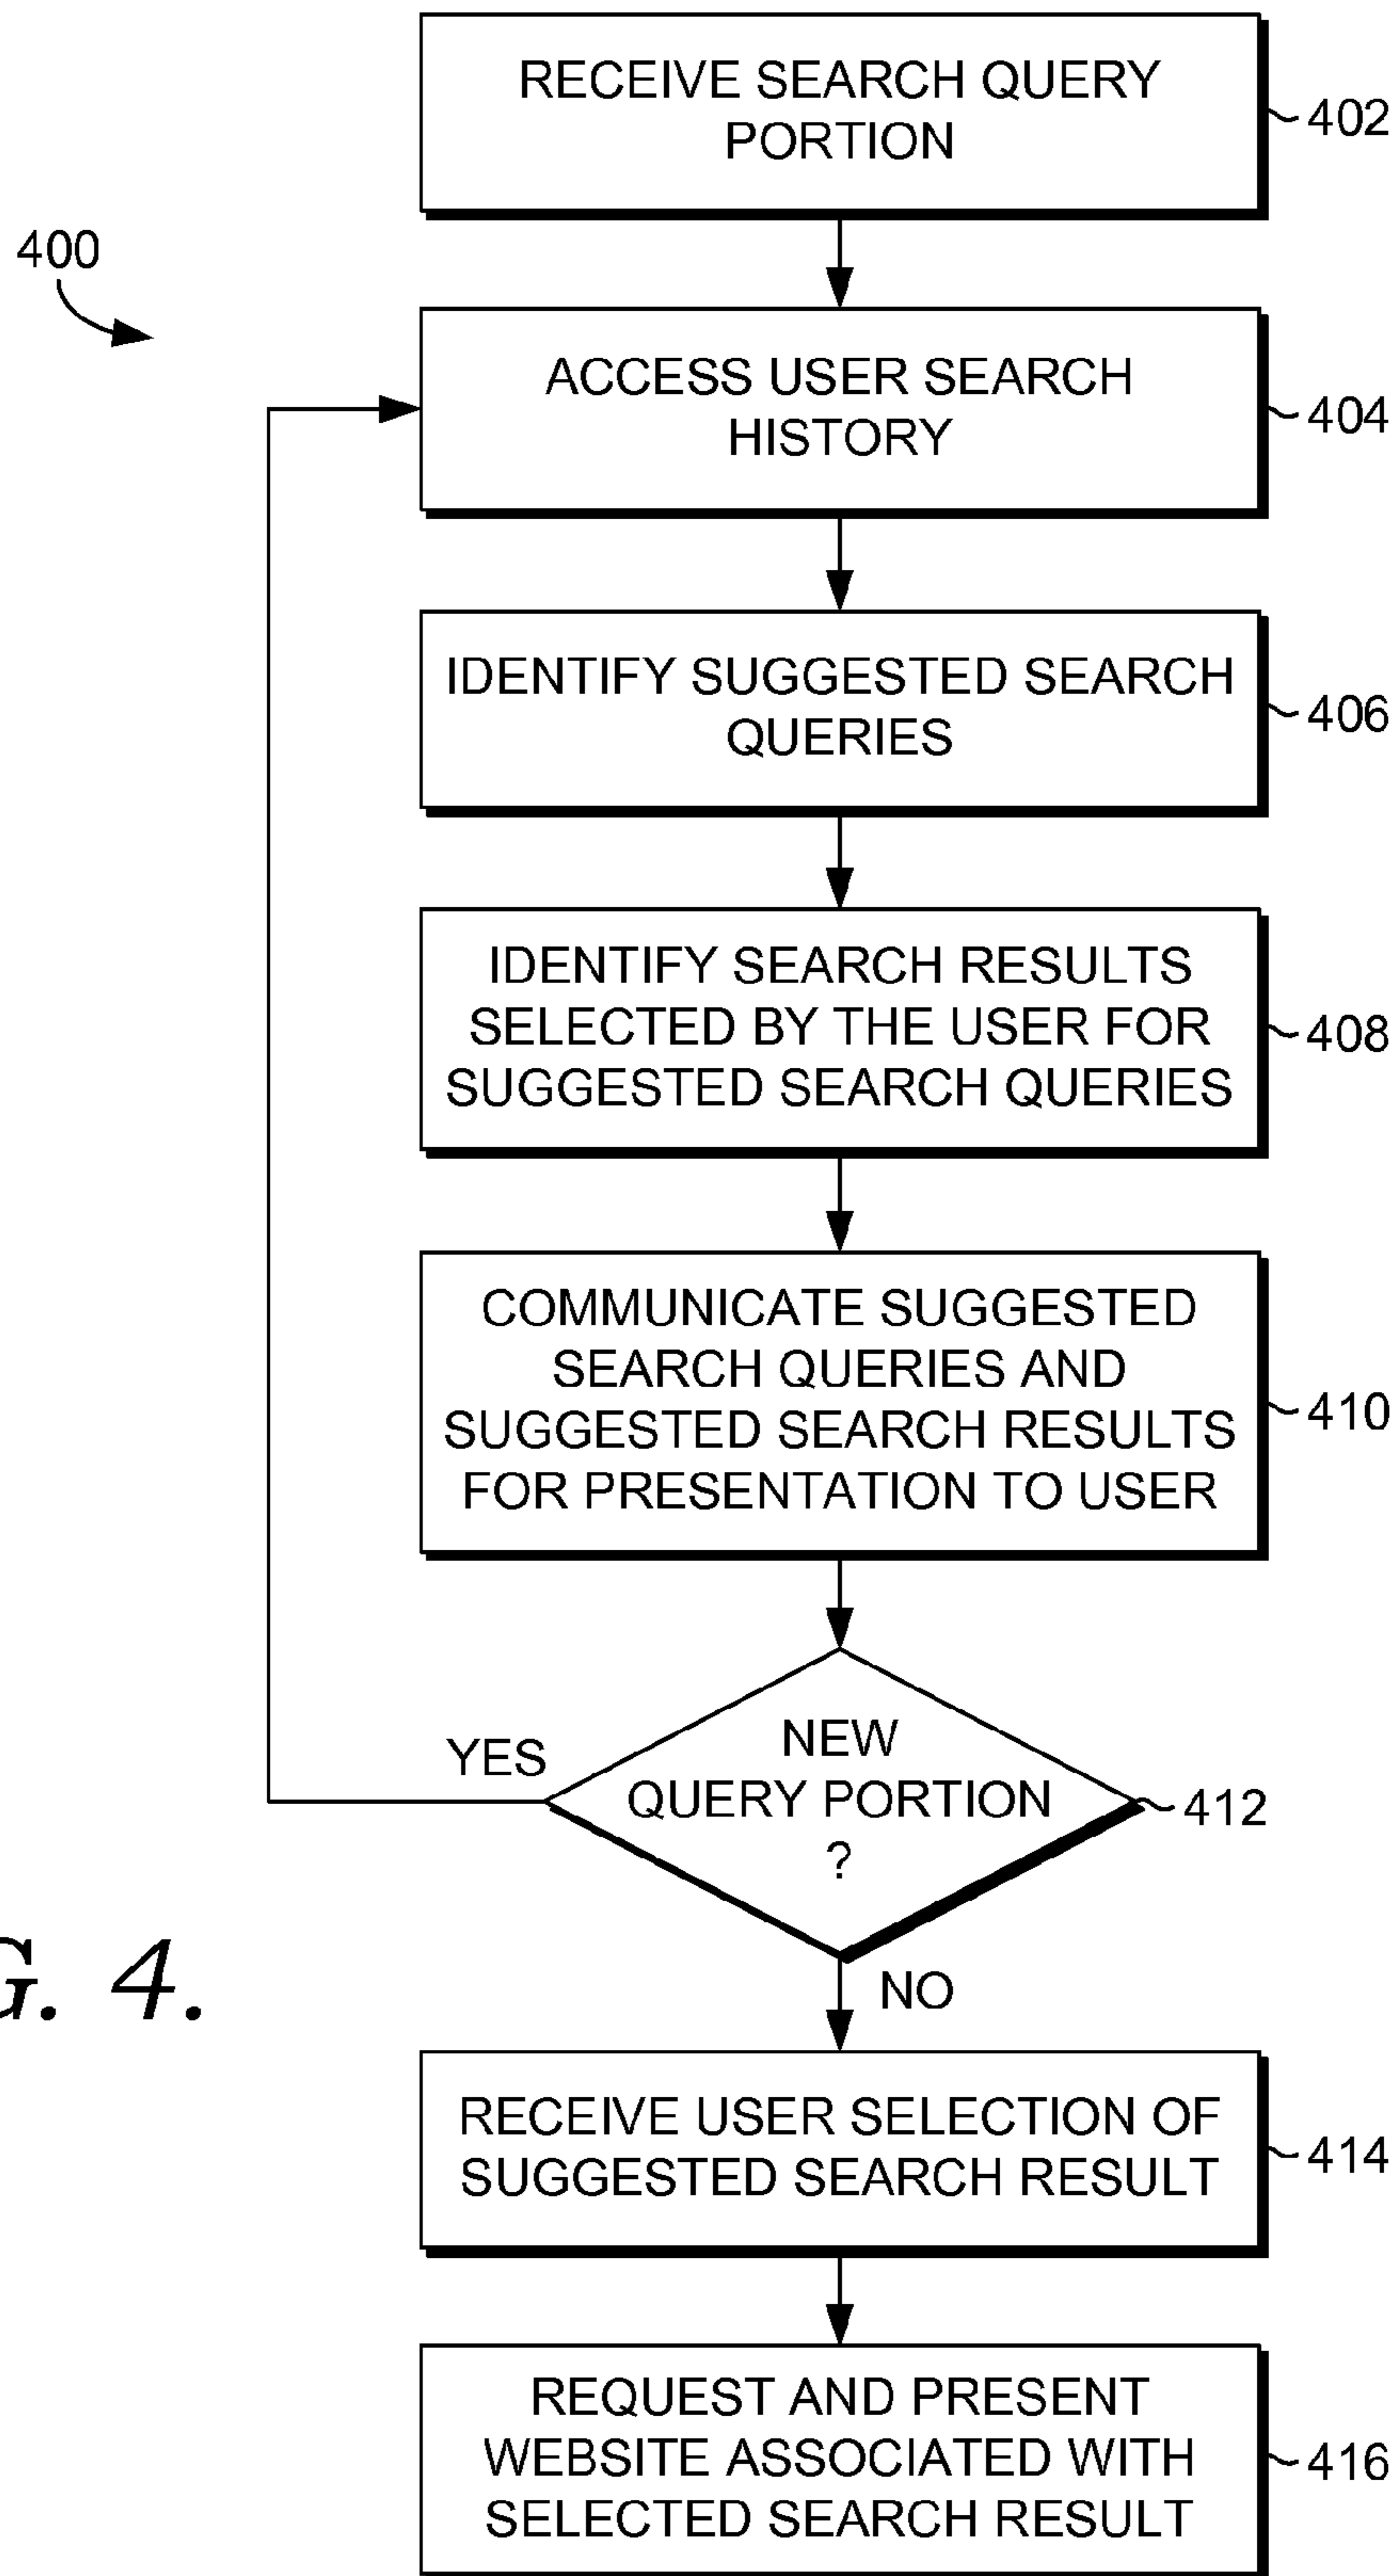 RECEIVE SEARCH QUERY
PORTION
402
400
ACCESS USER SEARCH
HISTORY
404
IDENTIFY SUGGESTED SEARCH
QUERIES
406
IDENTIFY SEARCH RESULTS
SELECTED BY THE USER FOR
SUGGESTED SEARCH QUERIES
408
COMMUNICATE SUGGESTED
SEARCH QUERIES AND
SUGGESTED SEARCH RESULTS
FOR PRESENTATION TO USER
410
YES
NEW
QUERY PORTION
?
412
G. 4.
NO
RECEIVE USER SELECTION OF
SUGGESTED SEARCH RESULT
414
REQUEST AND PRESENT
WEBSITE ASSOCIATED WITH
SELECTED SEARCH RESULT
416